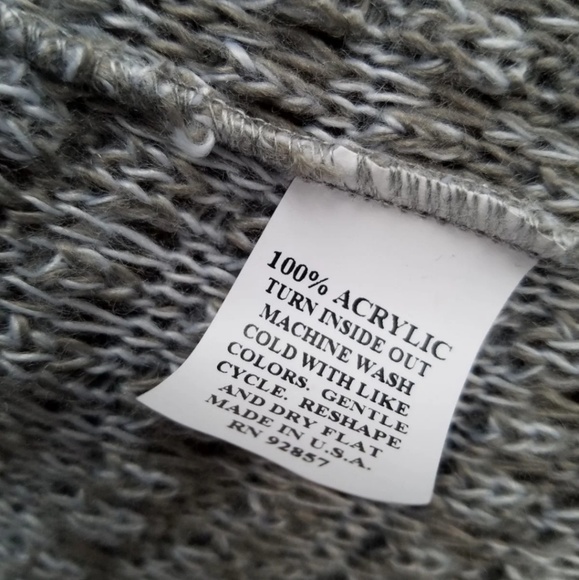 100% ACRYLIC
TURN INSIDE OUT
MACHINE WASH
COLD WITH LIKE
COLORS. GENTLE
CYCLE. RESHAPE
AND DRY FLAT
MADE IN U.S.A.
RN 92857